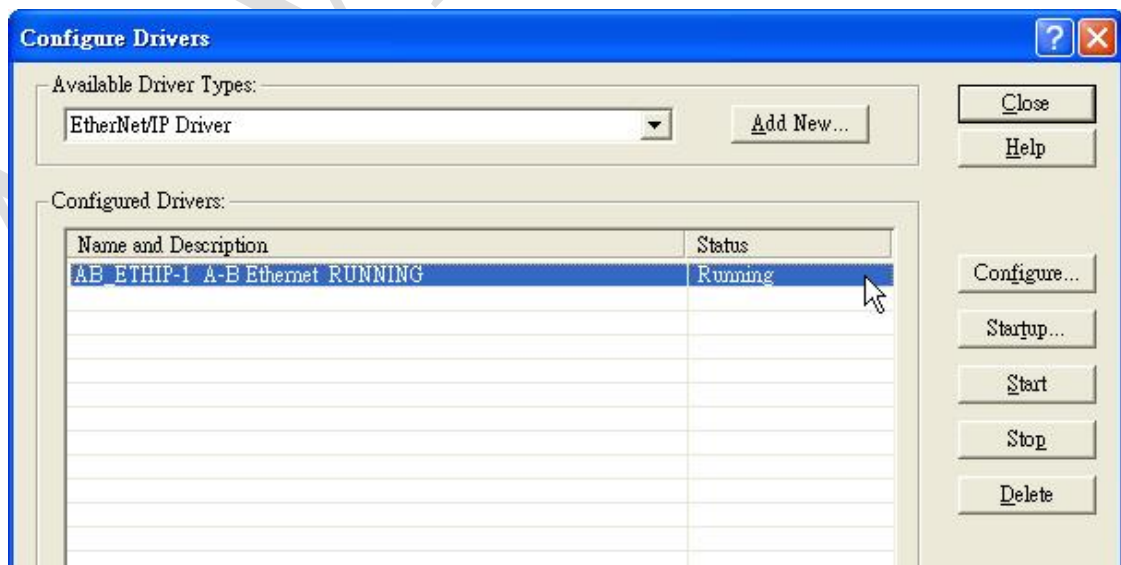 Configure Drivers
Available Driver Types:
EtherNet/IP Driver
Add New...
Close
Help
Configured Drivers:
Name and Description Status
AB_ETHIP-1 A-B Ethernet RUNNING Running
Configure...
Startup...
Start
Stop
Delete